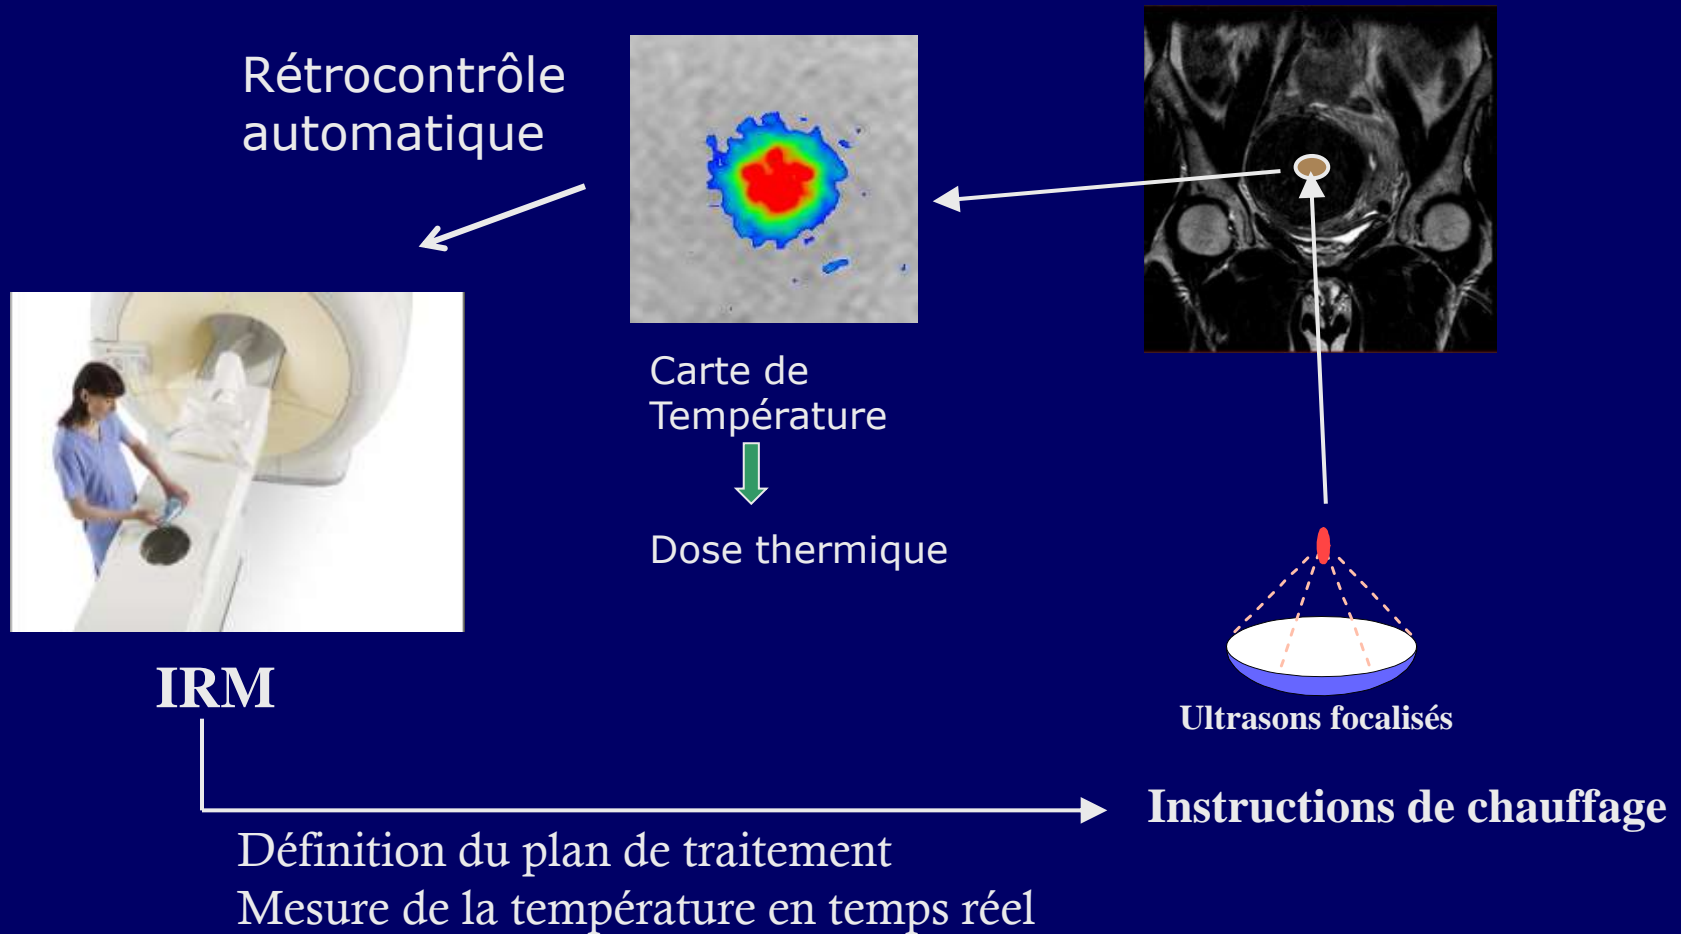 Rétrocontrôle
automatique
Carte de
Température
Dose thermique
IRM
Ultrasons focalisés
Instructions de chauffage
Définition du plan de traitement
Mesure de la température en temps réel